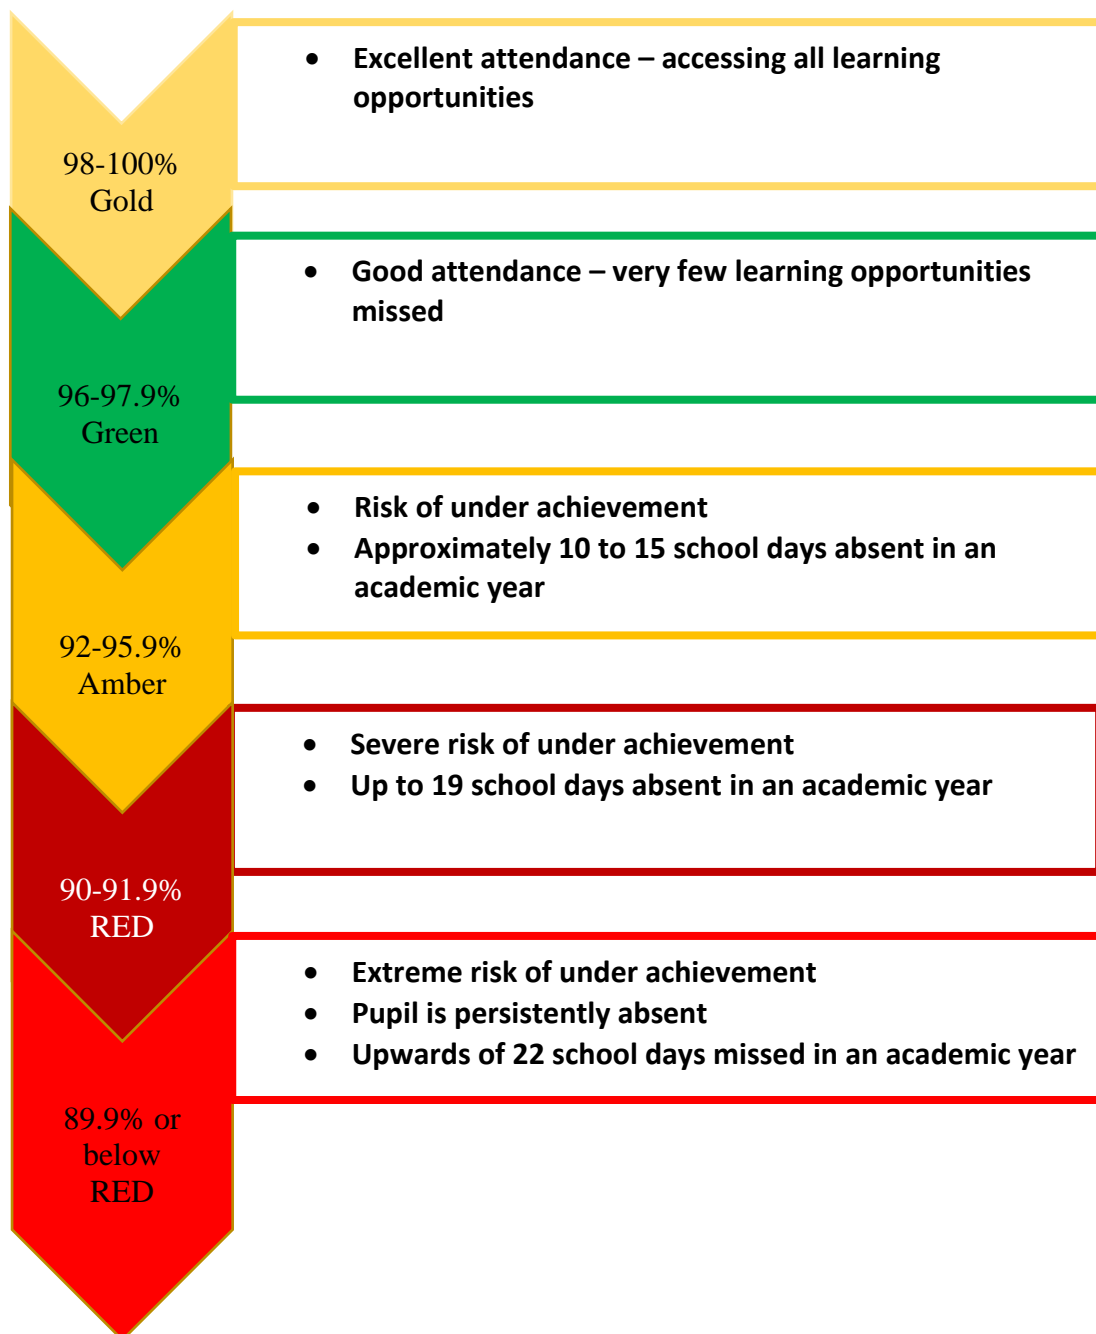 98-100%
Gold
• Excellent attendance – accessing all learning
opportunities
96-97.9%
Green
• Good attendance – very few learning opportunities
missed
92-95.9%
Amber
• Risk of under achievement
• Approximately 10 to 15 school days absent in an
academic year
90-91.9%
RED
• Severe risk of under achievement
• Up to 19 school days absent in an academic year
89.9% or
below
RED
• Extreme risk of under achievement
• Pupil is persistently absent
• Upwards of 22 school days missed in an academic year